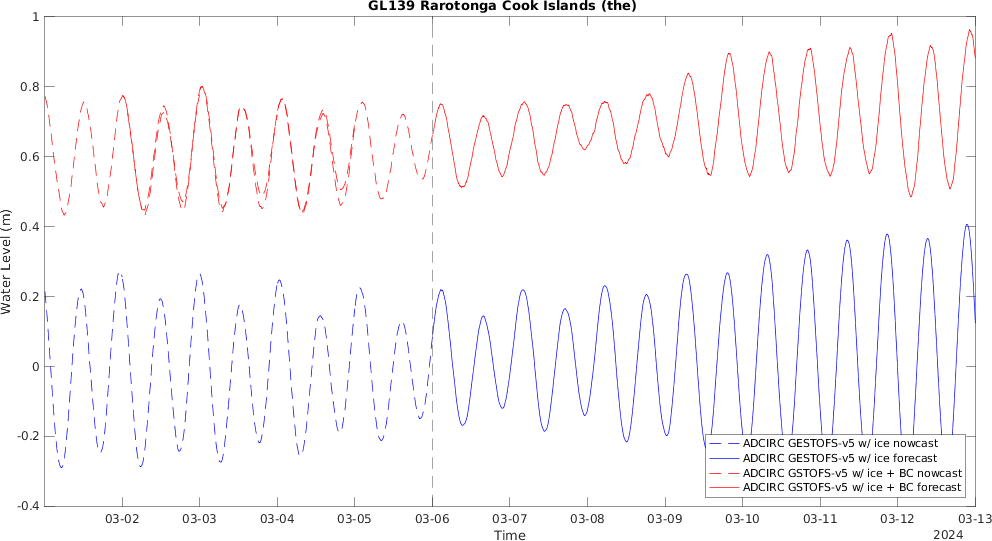 GL139 Rarotonga Cook Islands (the)
1
0.8
0.6
0.4
0.2
0
-0.2
-0.4
Water Level (m)
ADCIRC GESTOFS-v5 w/ ice nowcast
ADCIRC GESTOFS-v5 w/ ice forecast
ADCIRC GSTOFS-v5 w/ ice + BC nowcast
ADCIRC GSTOFS-v5 w/ ice + BC forecast
03-02 03-03 03-04 03-05 03-06 03-07 03-08 03-09 03-10 03-11 03-12 03-13
Time
2024